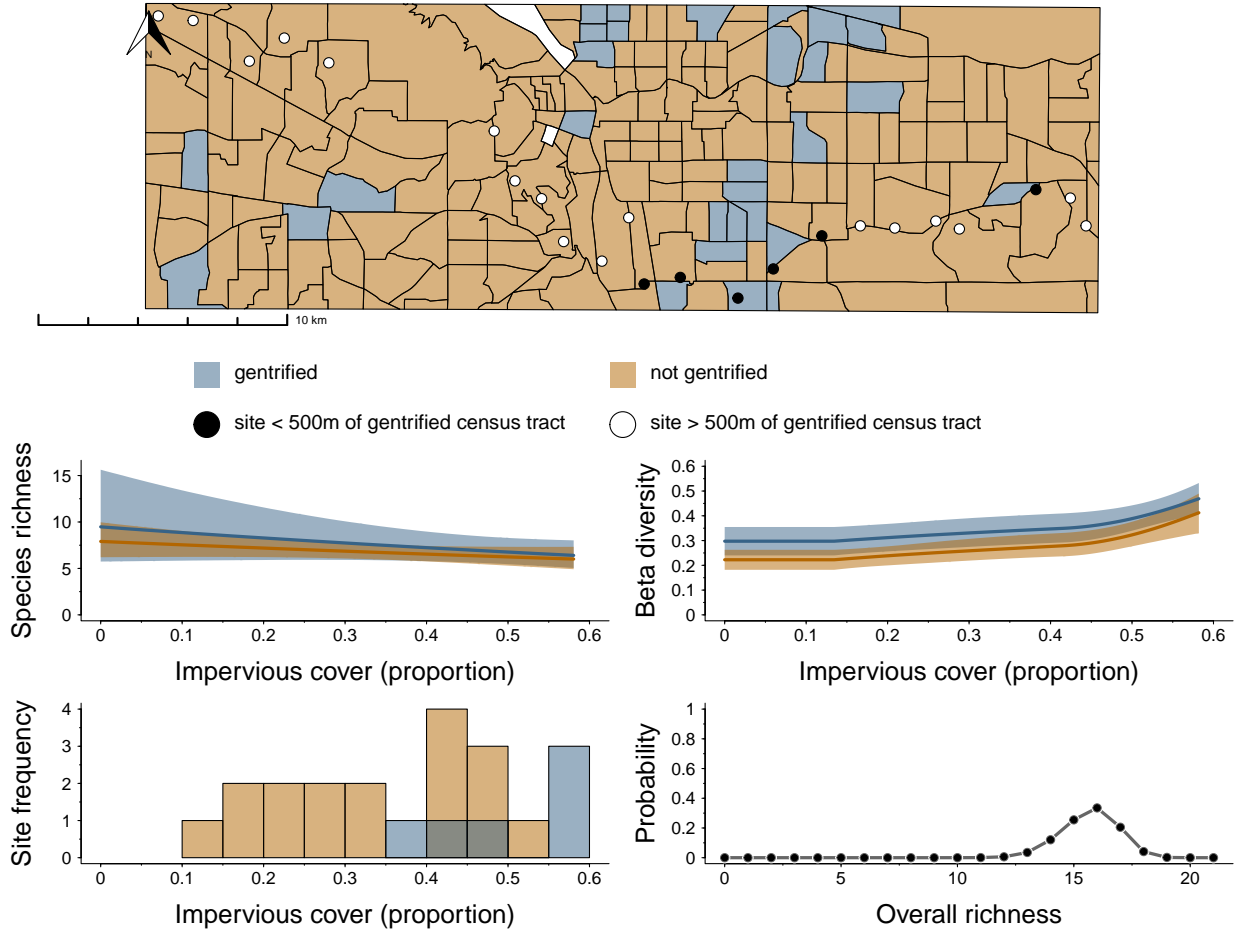 N
10 km
gentrified
not gentrified
site < 500m of gentrified census tract
site > 500m of gentrified census tract
Species richness
15
10
5
0
0 0.1 0.2 0.3 0.4 0.5 0.6
Impervious cover (proportion)
Beta diversity
0.6
0.5
0.4
0.3
0.2
0.1
0
0 0.1 0.2 0.3 0.4 0.5 0.6
Impervious cover (proportion)
Site frequency
4
3
2
1
0
0 0.1 0.2 0.3 0.4 0.5 0.6
Impervious cover (proportion)
Probability
1
0.8
0.6
0.4
0.2
0
0 5 10 15 20
Overall richness